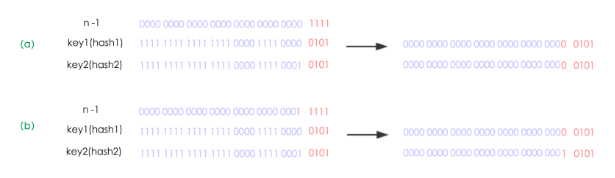 n -1 0000 0000 0000 0000 0000 0000 0000 1111
(a) key1(hash1) 1111 1111 1111 1111 0000 1111 0000 0101 0000 0000 0000 0000 0000 0000 0000 0101
key2(hash2) 1111 1111 1111 1111 0000 1111 0001 0101 0000 0000 0000 0000 0000 0000 0000 0101
n -1 0000 0000 0000 0000 0000 0000 0001 1111
(b) key1(hash1) 1111 1111 1111 1111 0000 1111 0000 0101 0000 0000 0000 0000 0000 0000 0000 0101
key2(hash2) 1111 1111 1111 1111 0000 1111 0001 0101 0000 0000 0000 0000 0000 0000 0001 0101